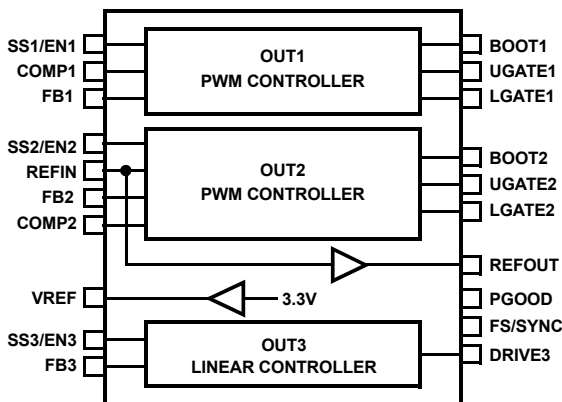 SS1/EN1
COMP1
FB1
OUT1
PWM CONTROLLER
BOOT1
UGATE1
LGATE1
SS2/EN2
REFIN
FB2
COMP2
OUT2
PWM CONTROLLER
BOOT2
UGATE2
LGATE2
REFOUT
VREF
3.3V
PGOOD
FS/SYNC
SS3/EN3
FB3
OUT3
LINEAR CONTROLLER
DRIVE3